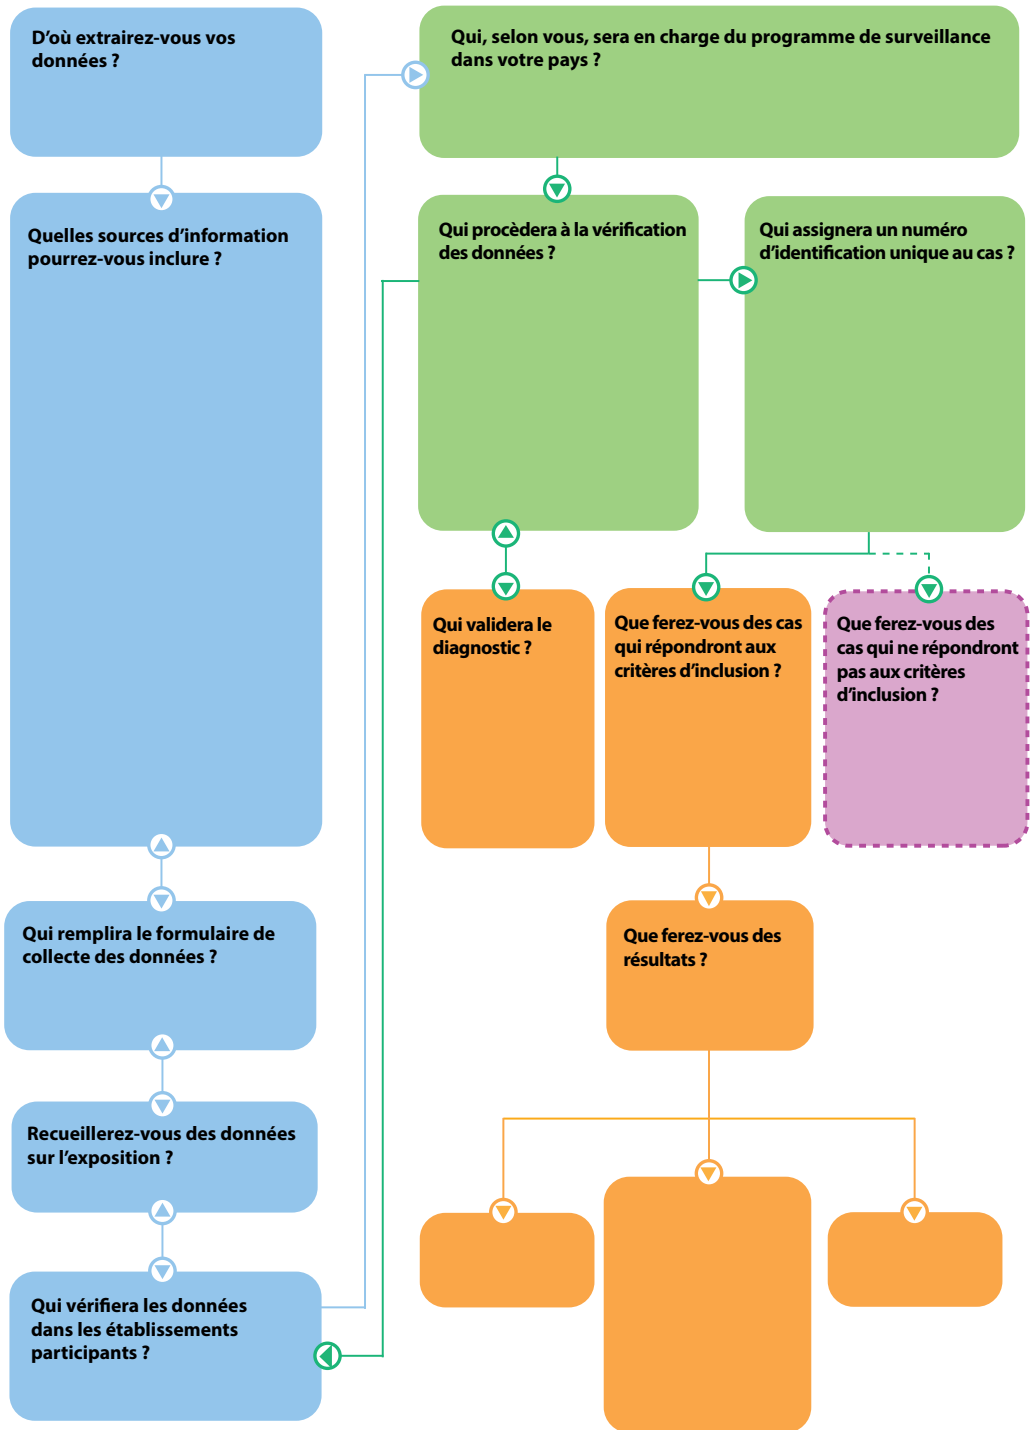 D’où extrairez-vous vos
données ?
Quelles sources d’information
pourrez-vous inclure ?
Qui remplira le formulaire de
collecte des données ?
Recueillerez-vous des données
sur l’exposition ?
Qui vérifiera les données
dans les établissements
participants ?
Qui, selon vous, sera en charge du programme de surveillance
dans votre pays ?
Qui procèdera à la vérification
des données ?
Qui assignera un numéro
d’identification unique au cas ?
Qui validera le
diagnostic ?
Que ferez-vous des cas
qui répondront aux
critères d’inclusion ?
Que ferez-vous des
cas qui ne répondront
pas aux critères
d’inclusion ?
Que ferez-vous des
résultats ?